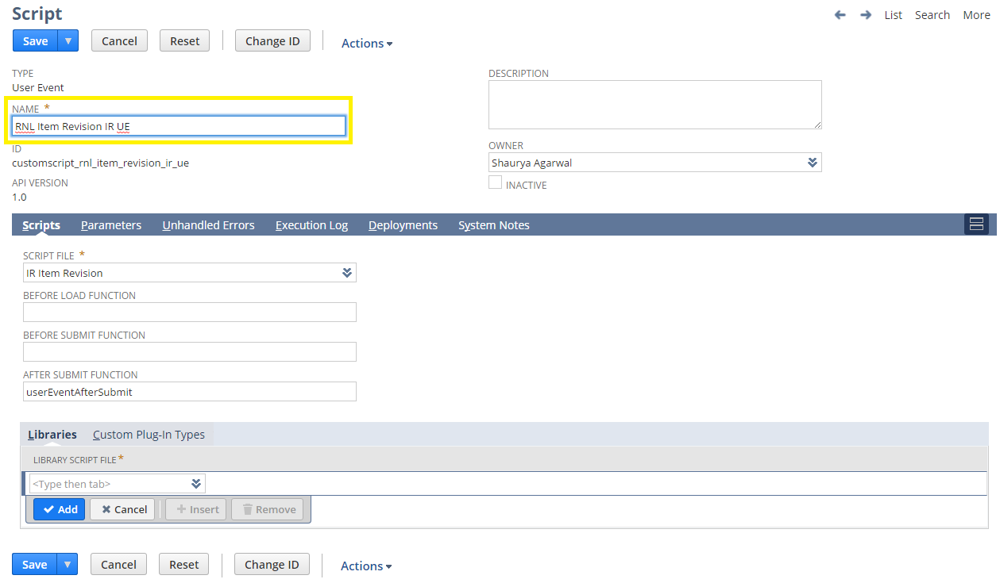 Script
List Search More
Save Cancel Reset Change ID Actions
TYPE
User Event
NAME *
RNL Item Revision IR UE
ID
customscript_rnl_item_revision_ir_ue
API VERSION
1.0
DESCRIPTION
OWNER
Shaurya Agarwal
INACTIVE
Scripts Parameters Unhandled Errors Execution Log Deployments System Notes
SCRIPT FILE *
IR Item Revision
BEFORE LOAD FUNCTION
BEFORE SUBMIT FUNCTION
AFTER SUBMIT FUNCTION
userEventAfterSubmit
Libraries Custom Plug-In Types
LIBRARY SCRIPT FILE *
<Type then tab>
Add Cancel Insert Remove
Save Cancel Reset Change ID Actions